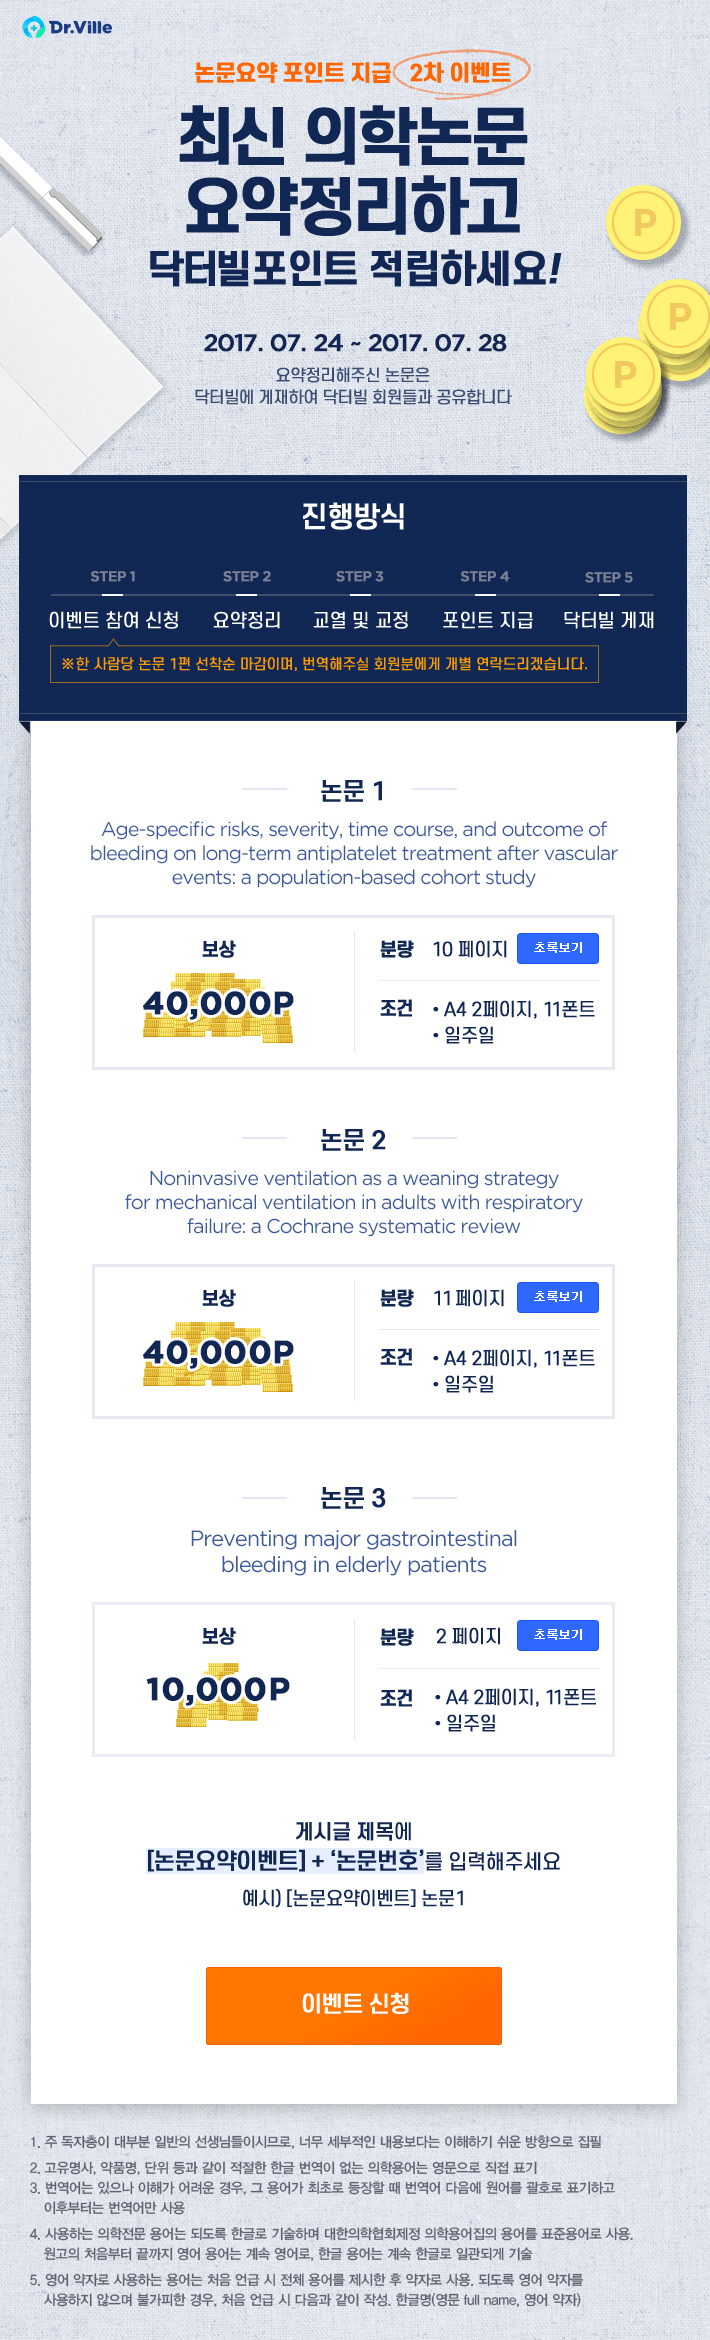 Dr.Ville
논문요약 포인트 지급 2차 이벤트
최신 의학논문
요약정리하고
닥터빌포인트 적립하세요!
2017. 07. 24 ~ 2017. 07. 28
요약정리해주신 논문은
닥터빌에 게재하여 닥터빌 회원들과 공유합니다
P
P
P
진행방식
STEP 1 STEP 2 STEP 3 STEP 4 STEP 5
이벤트 참여 신청 요약정리 교열 및 교정 포인트 지급 닥터빌 게재
※한 사람당 논문 1편 선착순 마감이며, 번역해주실 회원분에게 개별 연락드리겠습니다.
논문 1
Age-specific risks, severity, time course, and outcome of
bleeding on long-term antiplatelet treatment after vascular
events: a population-based cohort study
보상
40,000P
분량 10 페이지 초록보기
조건 • A4 2페이지, 11폰트
• 일주일
논문 2
Noninvasive ventilation as a weaning strategy
for mechanical ventilation in adults with respiratory
failure: a Cochrane systematic review
보상
40,000P
분량 11 페이지 초록보기
조건 • A4 2페이지, 11폰트
• 일주일
논문 3
Preventing major gastrointestinal
bleeding in elderly patients
보상
10,000P
분량 2 페이지 초록보기
조건 • A4 2페이지, 11폰트
• 일주일
게시글 제목에
[논문요약이벤트] + ‘논문번호’를 입력해주세요
예시) [논문요약이벤트] 논문1
이벤트 신청
1. 주 독자층이 대부분 일반의 선생님들이시므로, 너무 세부적인 내용보다는 이해하기 쉬운 방향으로 집필
2. 고유명사, 약품명, 단위 등과 같이 적절한 한글 번역이 없는 의학용어는 영문으로 직접 표기
3. 번역어는 있으나 이해가 어려운 경우, 그 용어가 최초로 등장할 때 번역어 다음에 원어를 괄호로 표기하고
이후부터는 번역어만 사용
4. 사용하는 의학전문 용어는 되도록 한글로 기술하며 대한의학협회제정 의학용어집의 용어를 표준용어로 사용.
원고의 처음부터 끝까지 영어 용어는 계속 영어로, 한글 용어는 계속 한글로 일관되게 기술
5. 영어 약자로 사용하는 용어는 처음 언급 시 전체 용어를 제시한 후 약자로 사용. 되도록 영어 약자를
사용하지 않으며 불가피한 경우, 처음 언급 시 다음과 같이 작성. 한글명(영문 full name, 영어 약자)